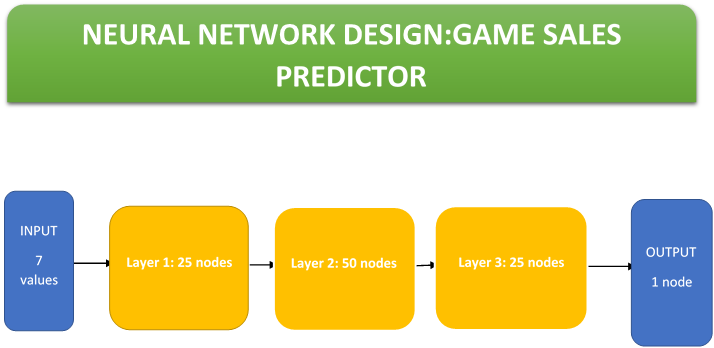 NEURAL NETWORK DESIGN:GAME SALES
PREDICTOR
INPUT
7
values
Layer 1: 25 nodes
Layer 2: 50 nodes
Layer 3: 25 nodes
OUTPUT
1 node